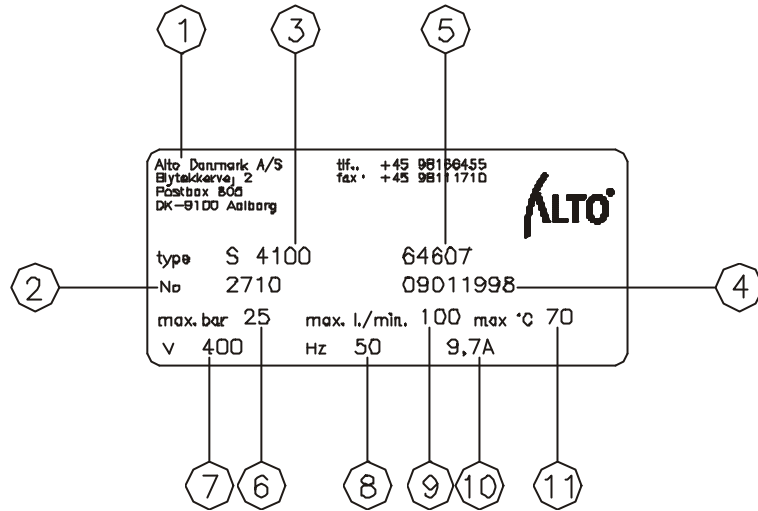 1 3 5
Alto Danmark A/S tlf.. +45 98166455
Blytækkervej 2 fax· +45 98111710
Postbox 806
DK-9100 Aalborg
ALTO
type S 4100 64607
2 No 2710 09011998 4
max. bar 25 max. l./min. 100 max °C 70
V 400 Hz 50 9,7A
7 6 8 9 10 11